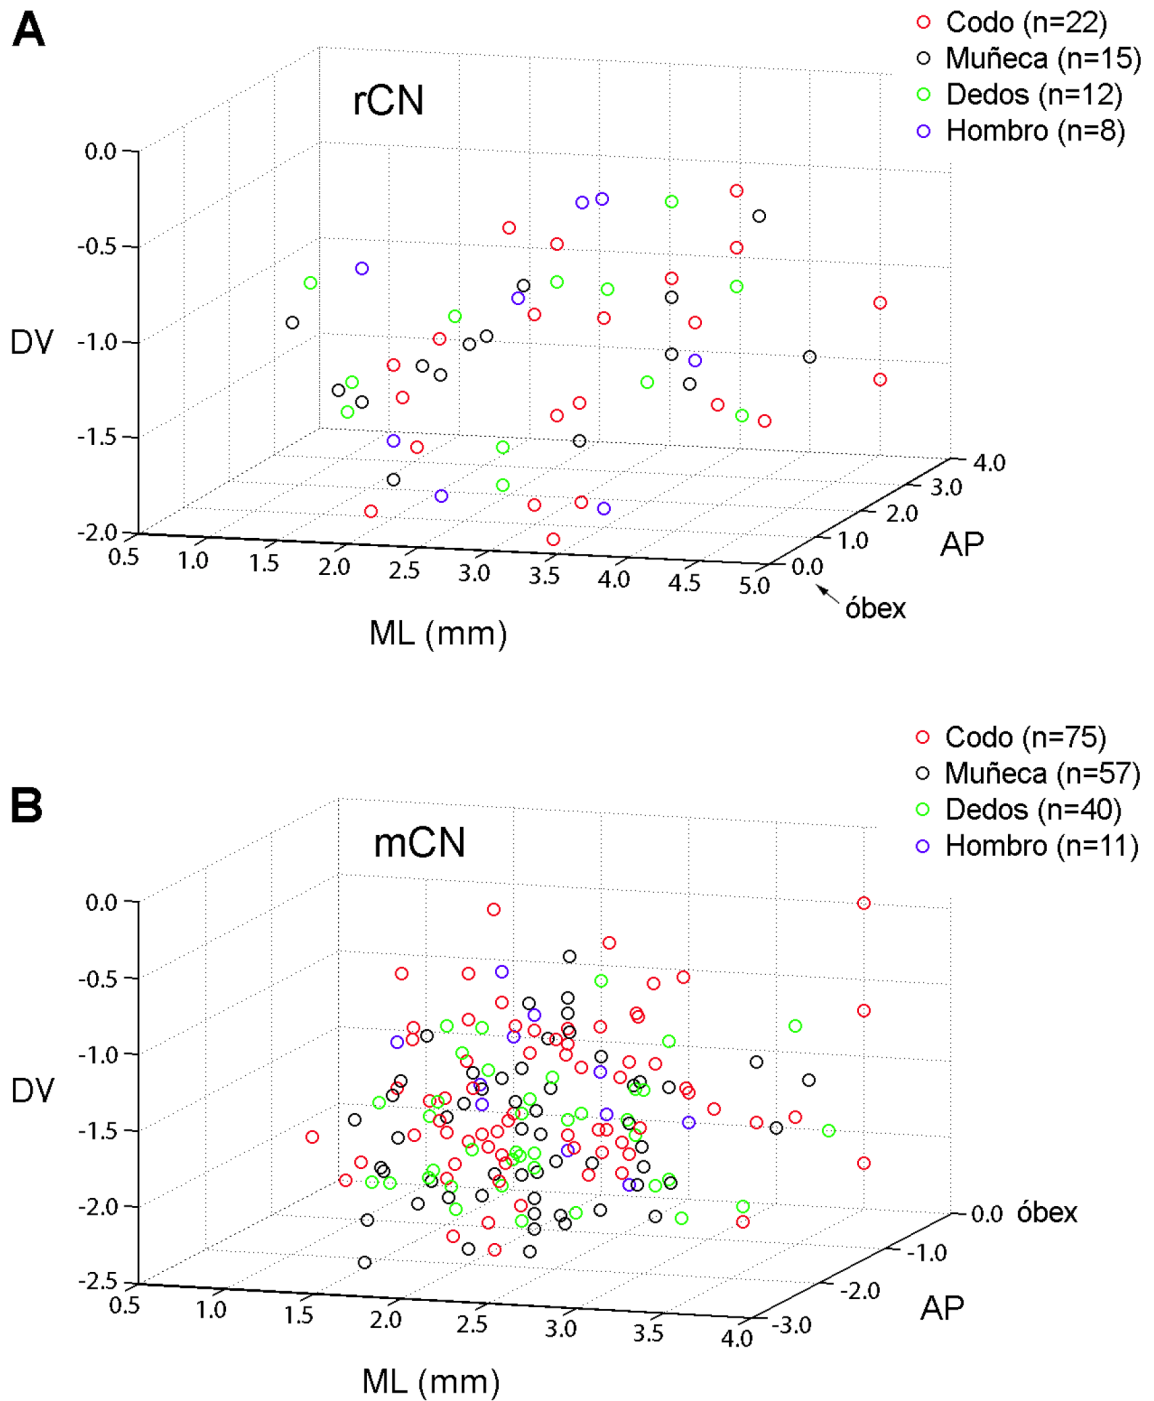 A
rCN
Codo (n=22)
Muñeca (n=15)
Dedos (n=12)
Hombro (n=8)
0.0
-0.5
DV
-1.0
-1.5
-2.0
0.5
1.0
1.5
2.0
2.5
3.0
3.5
4.0
4.5
5.0
0.0
1.0
2.0
3.0
4.0
AP
óbex
ML (mm)
B
mCN
Codo (n=75)
Muñeca (n=57)
Dedos (n=40)
Hombro (n=11)
0.0
-0.5
-1.0
DV
-1.5
-2.0
-2.5
0.5
1.0
1.5
2.0
2.5
3.0
3.5
4.0
-3.0
-2.0
-1.0
0.0 óbex
AP
ML (mm)